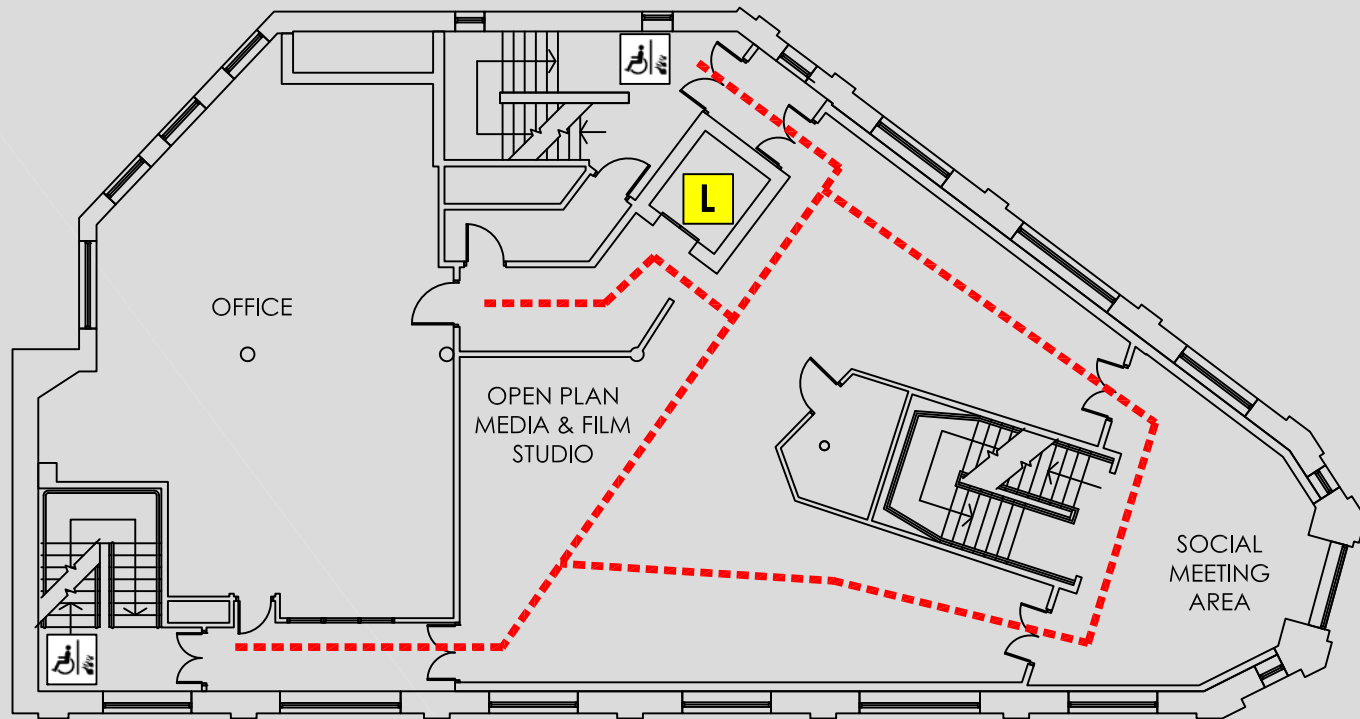 L
OFFICE
OPEN PLAN
MEDIA & FILM
STUDIO
SOCIAL
MEETING
AREA